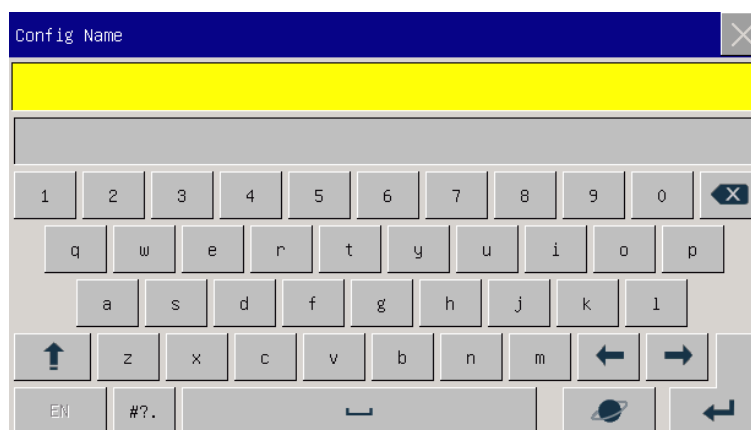 Config Name
1 2 3 4 5 6 7 8 9 0
q w e r t y u i o p
a s d f g h j k l
z x c v b n m
EN #?.